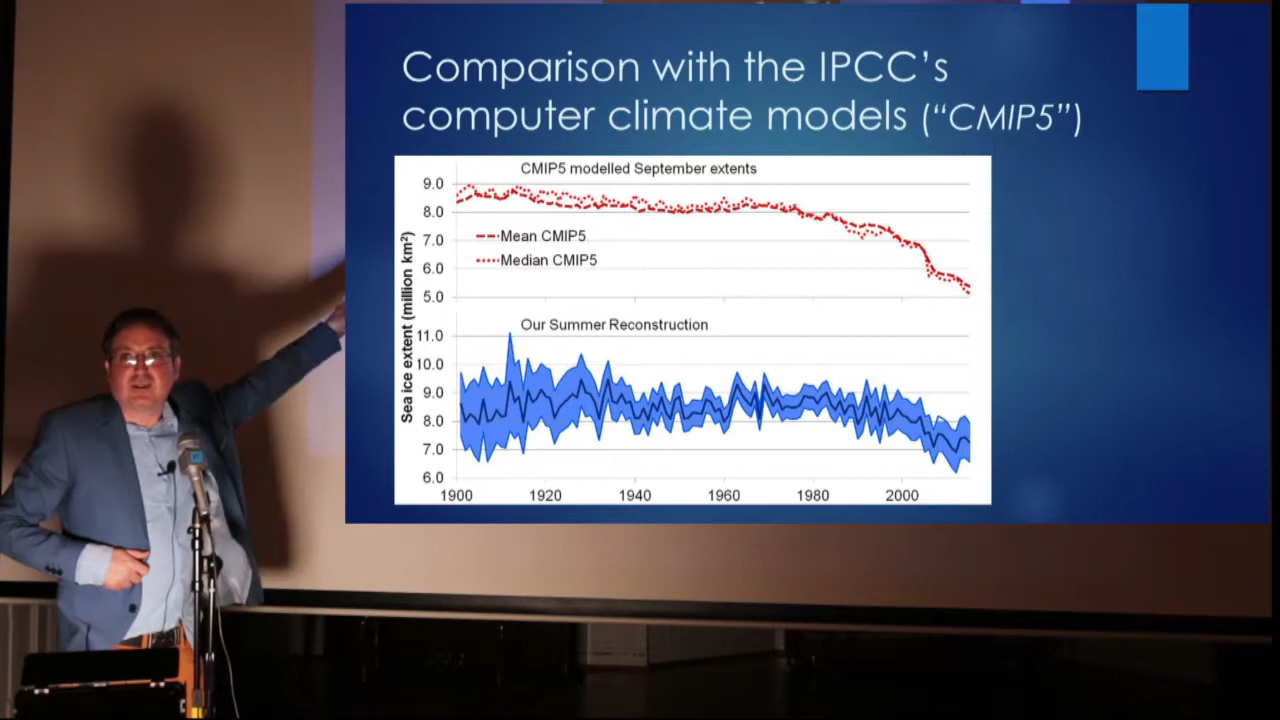 Comparison with the IPCC's
computer climate models (“CMIP5”)
CMIP5 modelled September extents
9.0
8.0
7.0
6.0
5.0
Mean CMIP5
Median CMIP5
Sea ice extent (million km²)
Our Summer Reconstruction
11.0
10.0
9.0
8.0
7.0
6.0
1900 1920 1940 1960 1980 2000